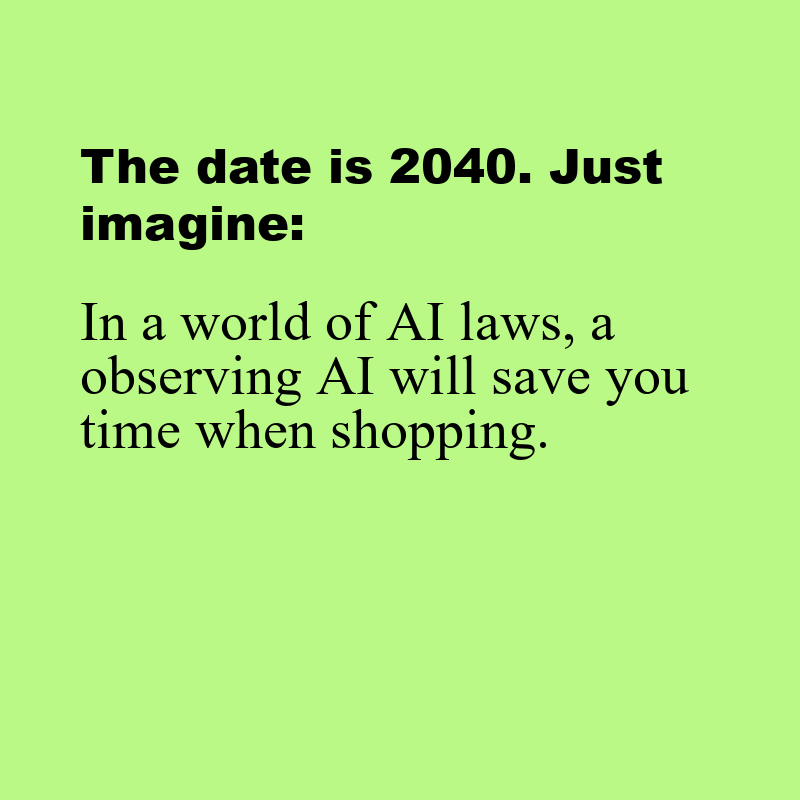 The date is 2040. Just
imagine:
In a world of AI laws, a
observing AI will save you
time when shopping.